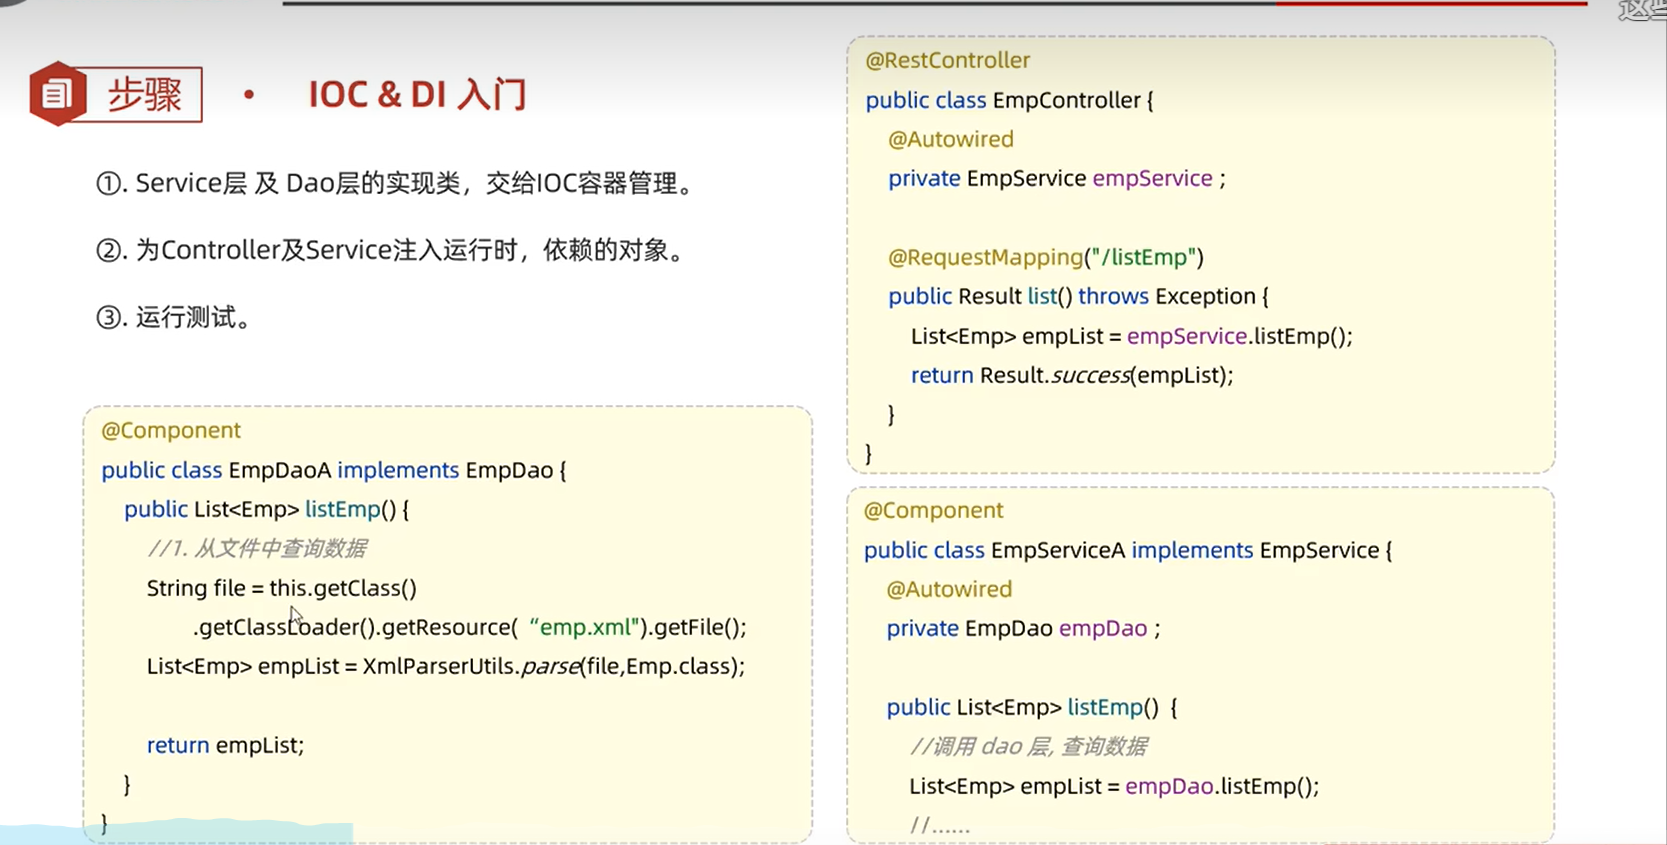 这些
步骤
• IOC & DI 入门
①. Service层 及 Dao层的实现类，交给IOC容器管理。
②. 为Controller及Service注入运行时，依赖的对象。
③. 运行测试。
@Component
public class EmpDaoA implements EmpDao {
public List<Emp> listEmp() {
//1. 从文件中查询数据
String file = this.getClass()
.getClassLoader().getResource( “emp.xml").getFile();
List<Emp> empList = XmlParserUtils.parse(file,Emp.class);
return empList;
}
}
@RestController
public class EmpController {
@Autowired
private EmpService empService ;
@RequestMapping("/listEmp")
public Result list() throws Exception {
List<Emp> empList = empService.listEmp();
return Result.success(empList);
}
}
@Component
public class EmpServiceA implements EmpService {
@Autowired
private EmpDao empDao ;
public List<Emp> listEmp() {
//调用 dao 层, 查询数据
List<Emp> empList = empDao.listEmp();
//......